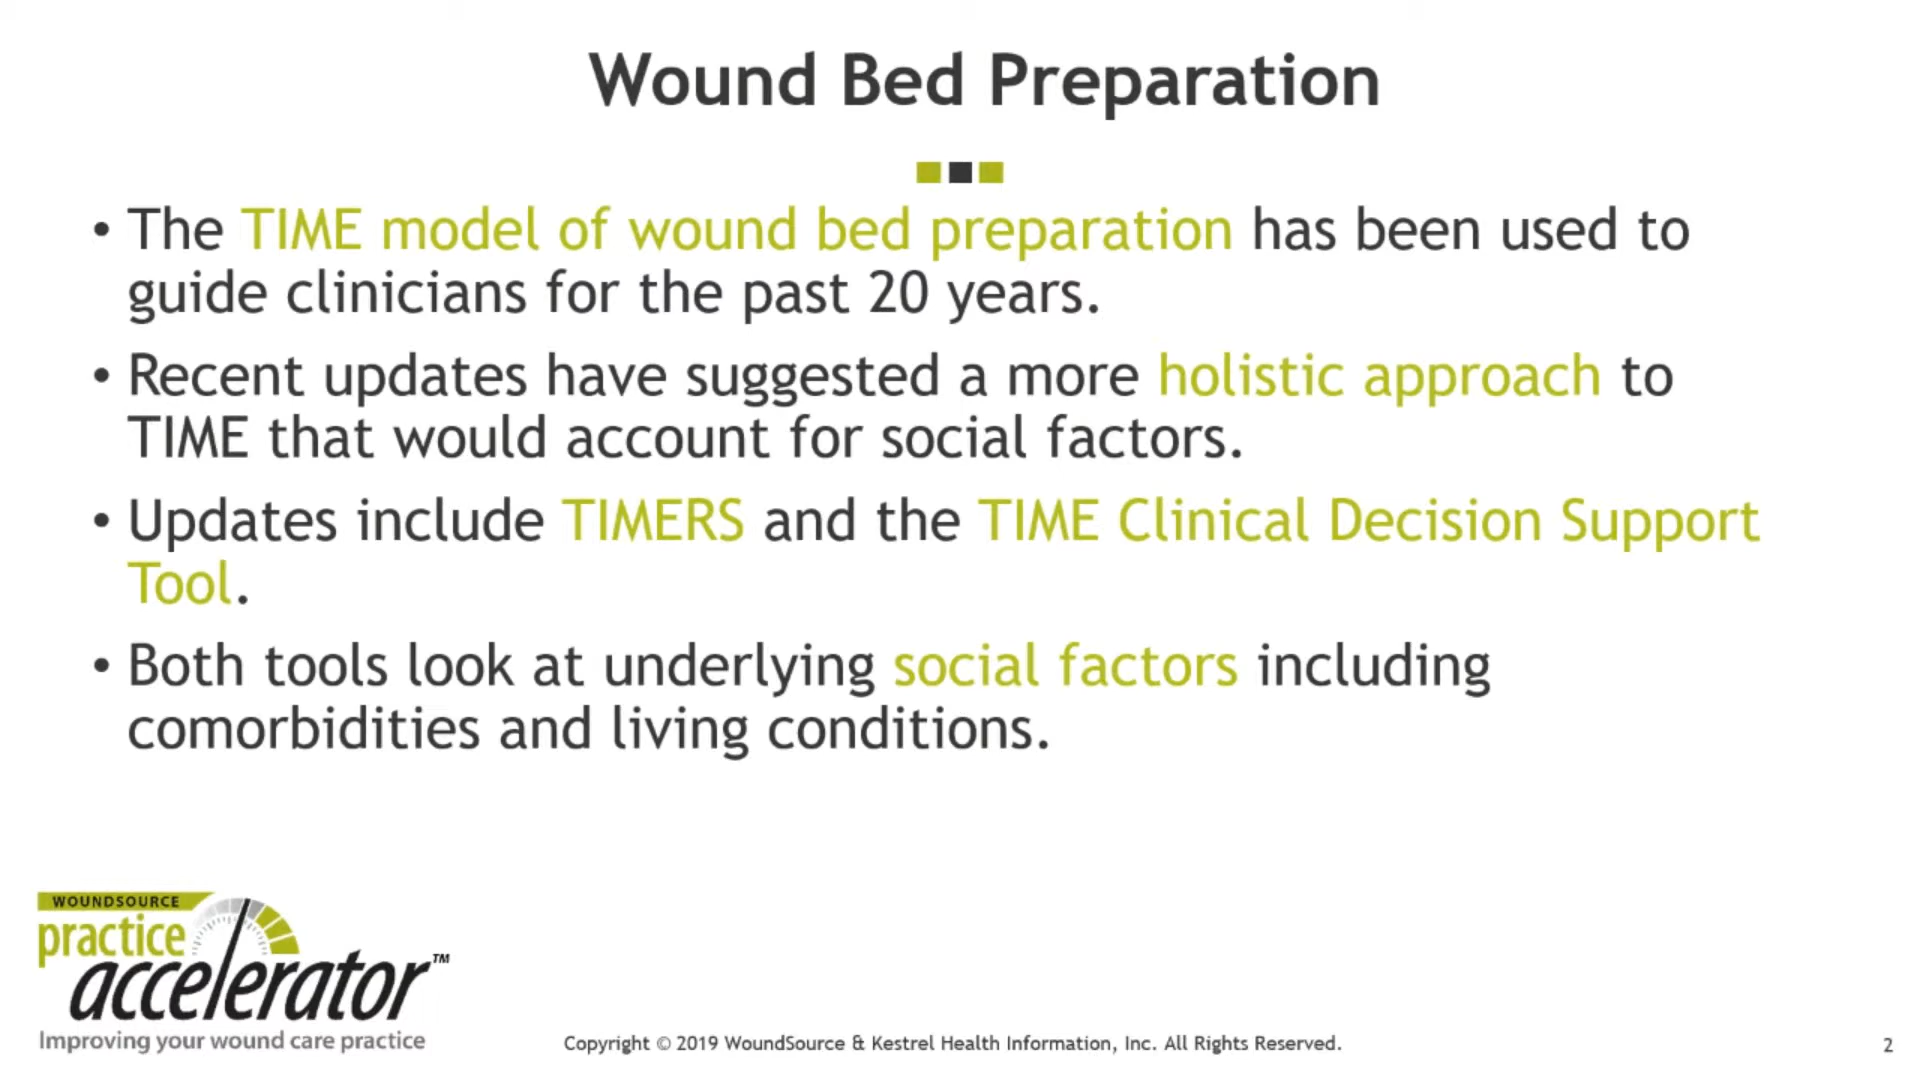 Wound Bed Preparation
• The TIME model of wound bed preparation has been used to
guide clinicians for the past 20 years.
• Recent updates have suggested a more holistic approach to
TIME that would account for social factors.
• Updates include TIMERS and the TIME Clinical Decision Support
Tool.
• Both tools look at underlying social factors including
comorbidities and living conditions.
WOUNDSOURCE
practice
accelerator™
Improving your wound care practice
Copyright © 2019 WoundSource & Kestrel Health Information, Inc. All Rights Reserved.
2